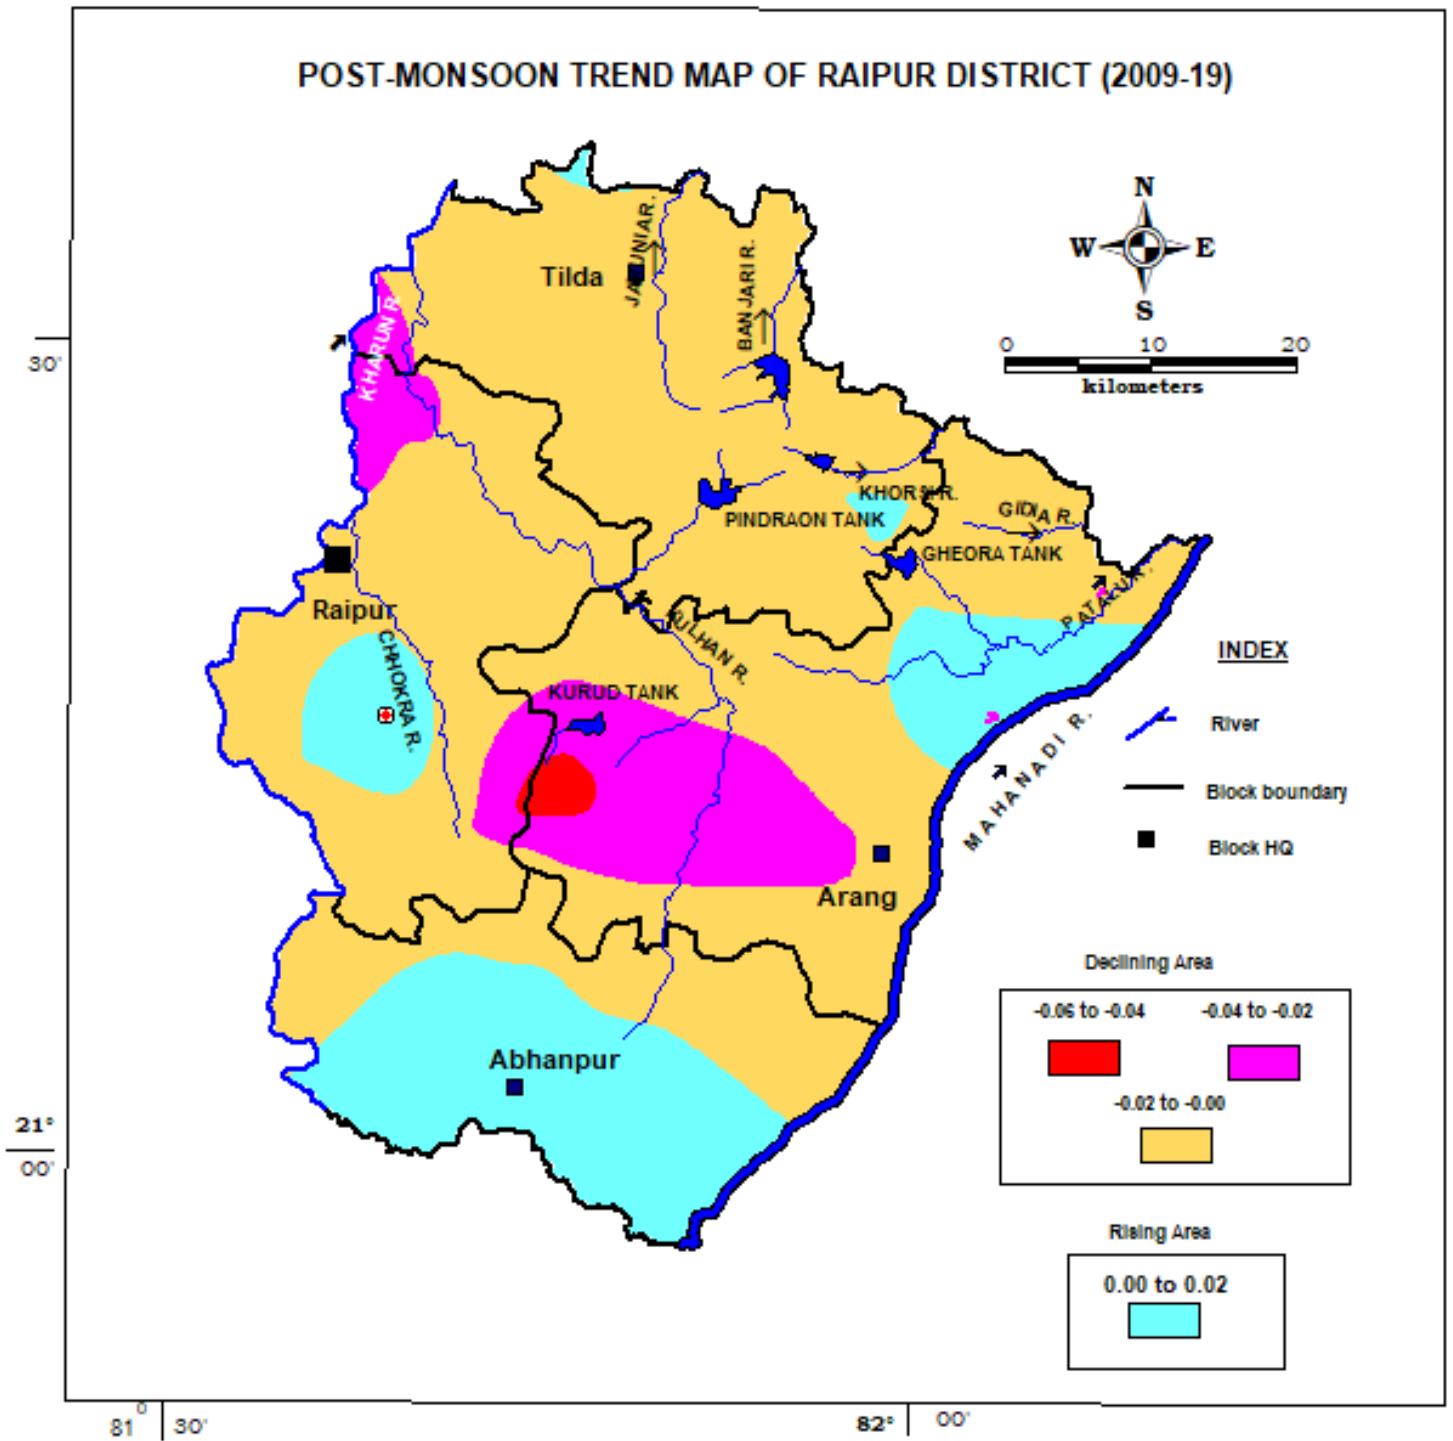 POST-MONSOON TREND MAP OF RAIPUR DISTRICT (2009-19)
N
W E
S
0 10 20
kilometers
30'
Tilda
BANJARI R.
KHARUN R.
KHORSI R.
PINDRAON TANK
GIDIA R.
GHEORA TANK
Raipur
CHHOKRA R.
KURUD TANK
MAHANADI R.
Arang
Abhanpur
INDEX
River
Block boundary
Block HQ
Declining Area
-0.06 to -0.04 -0.04 to -0.02
-0.02 to -0.00
Rising Area
0.00 to 0.02
21°
00'
81 0 30'
82° 00'